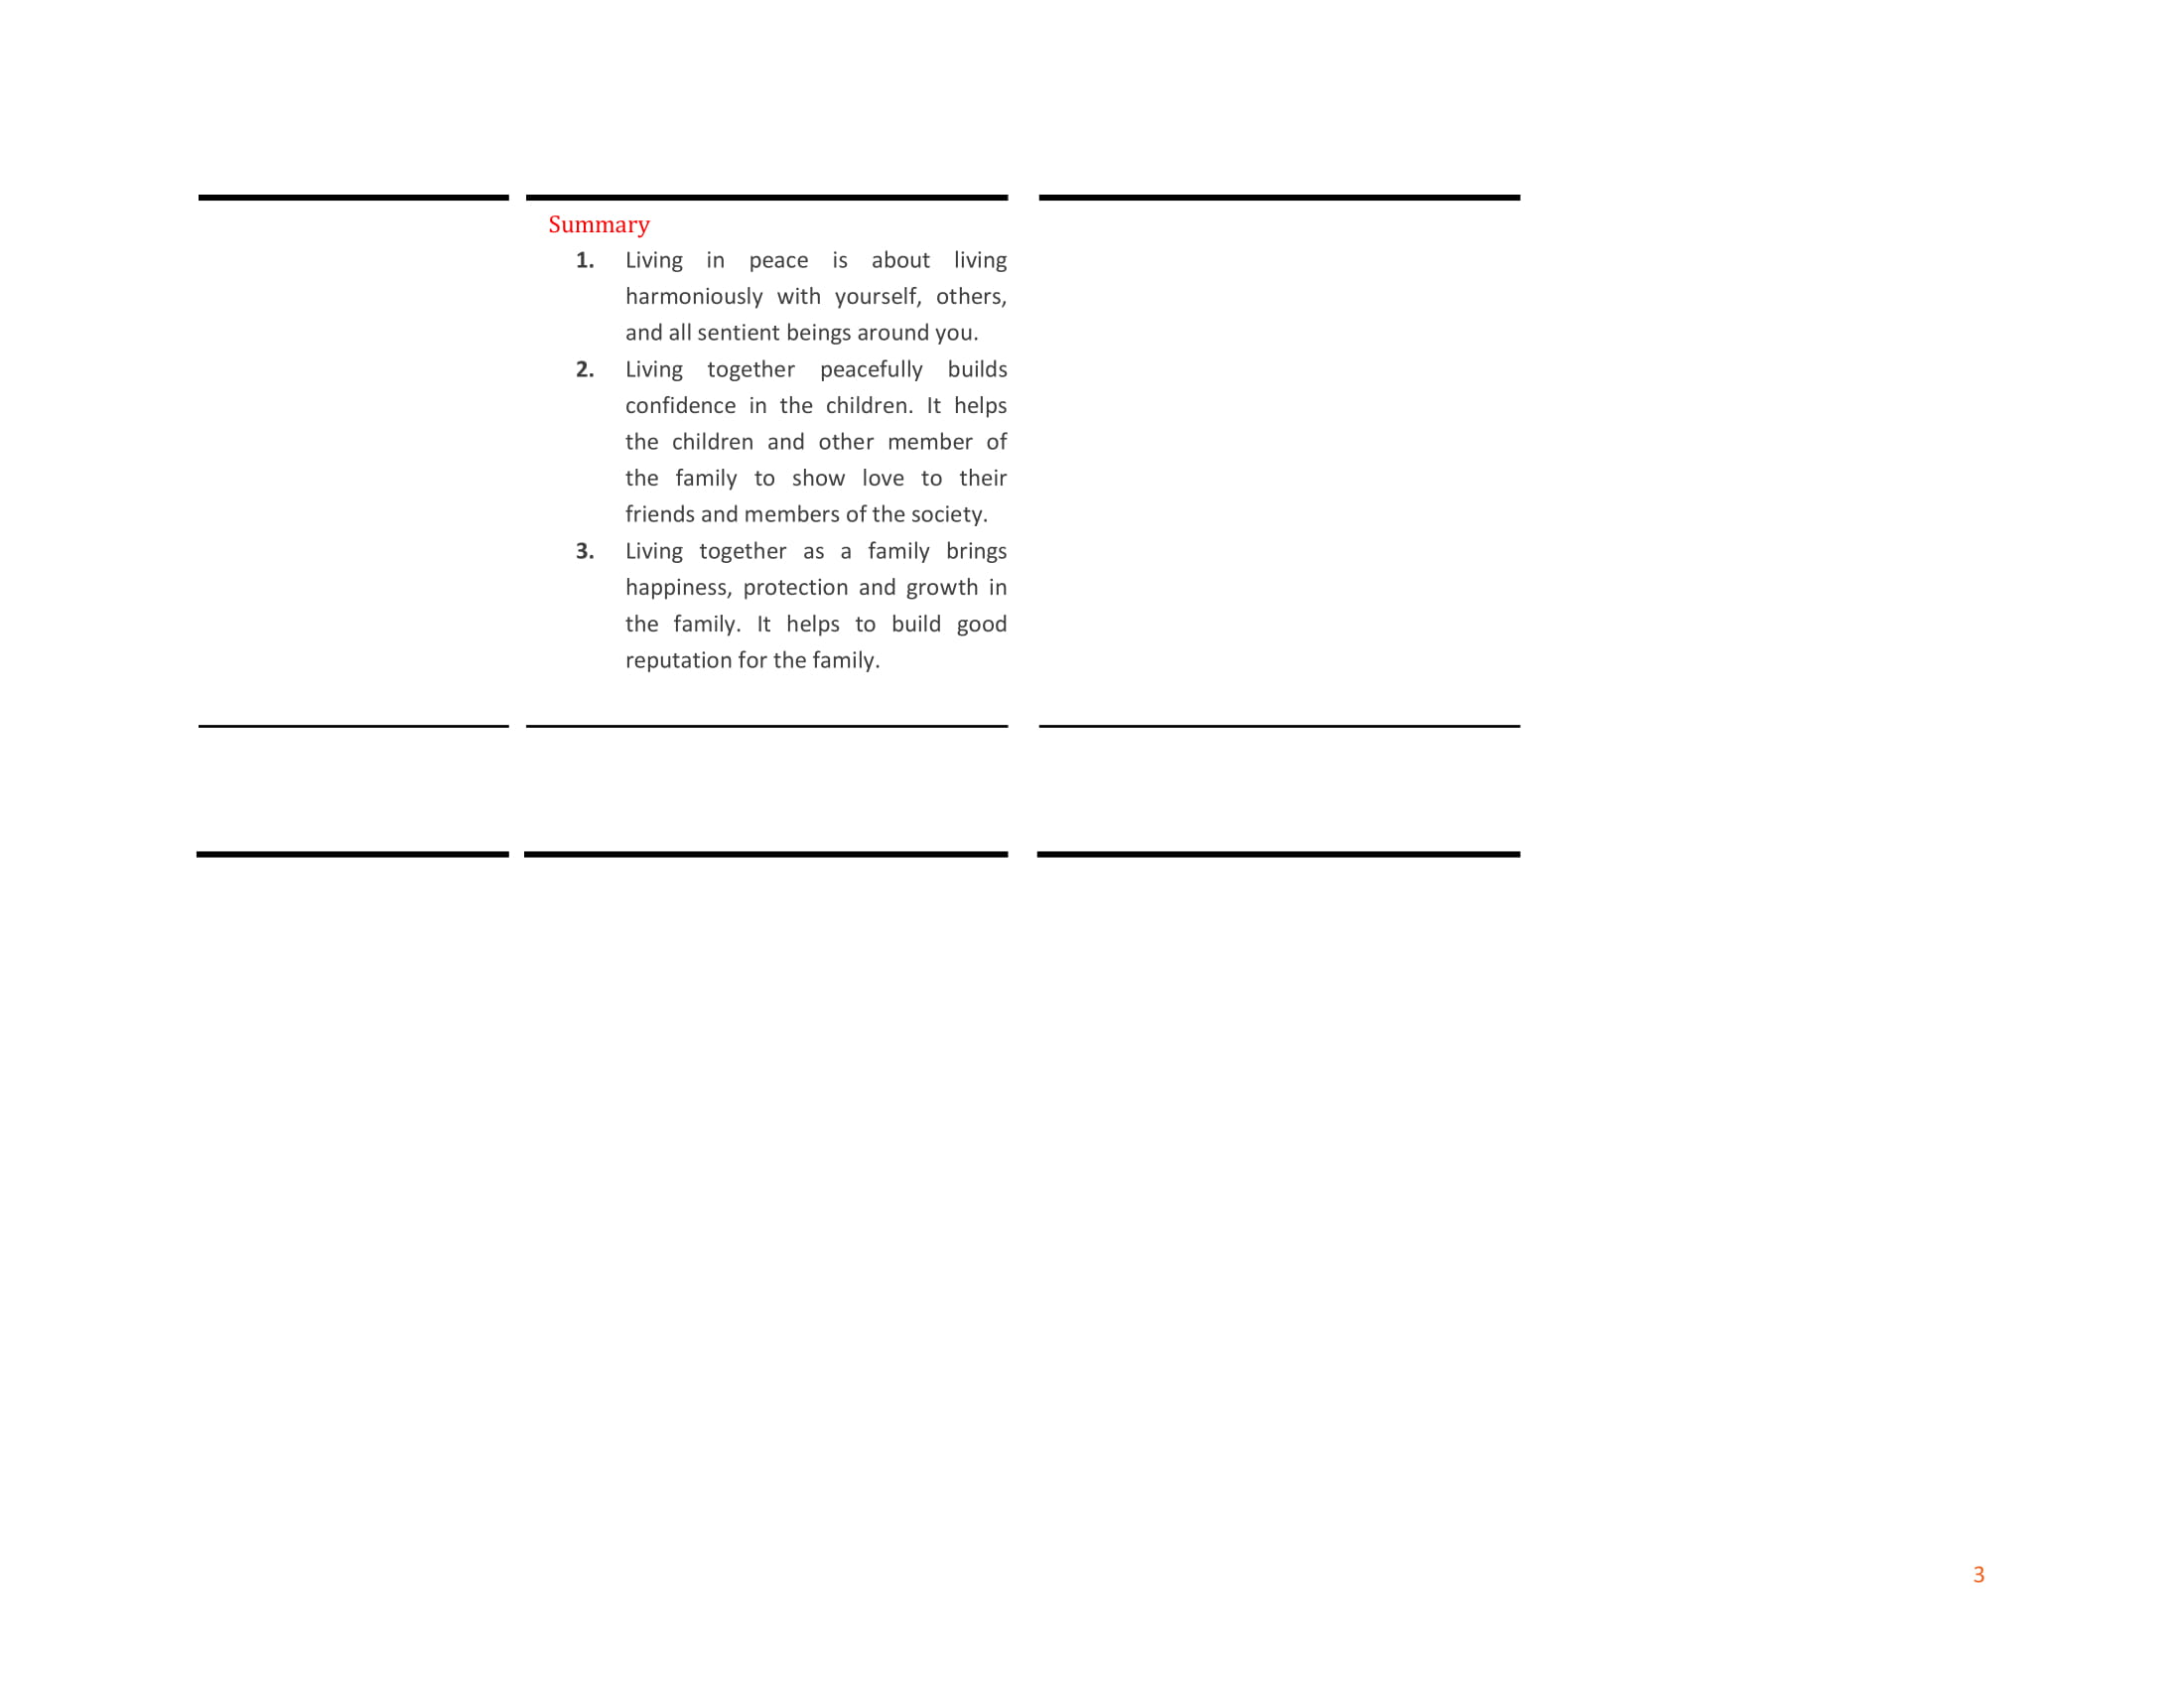 Summary
1. Living in peace is about living
harmoniously with yourself, others,
and all sentient beings around you.
2. Living together peacefully builds
confidence in the children. It helps
the children and other member of
the family to show love to their
friends and members of the society.
3. Living together as a family brings
happiness, protection and growth in
the family. It helps to build good
reputation for the family.
3